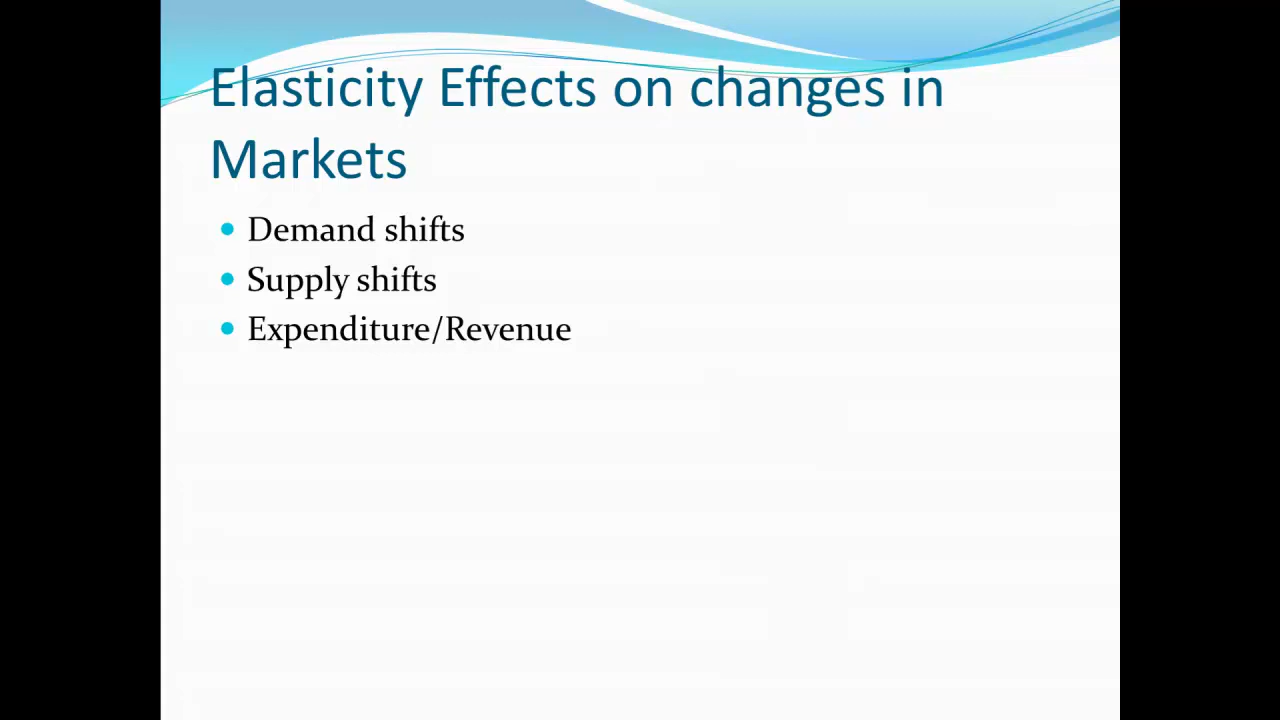 Elasticity Effects on changes in
Markets
Demand shifts
Supply shifts
Expenditure/Revenue